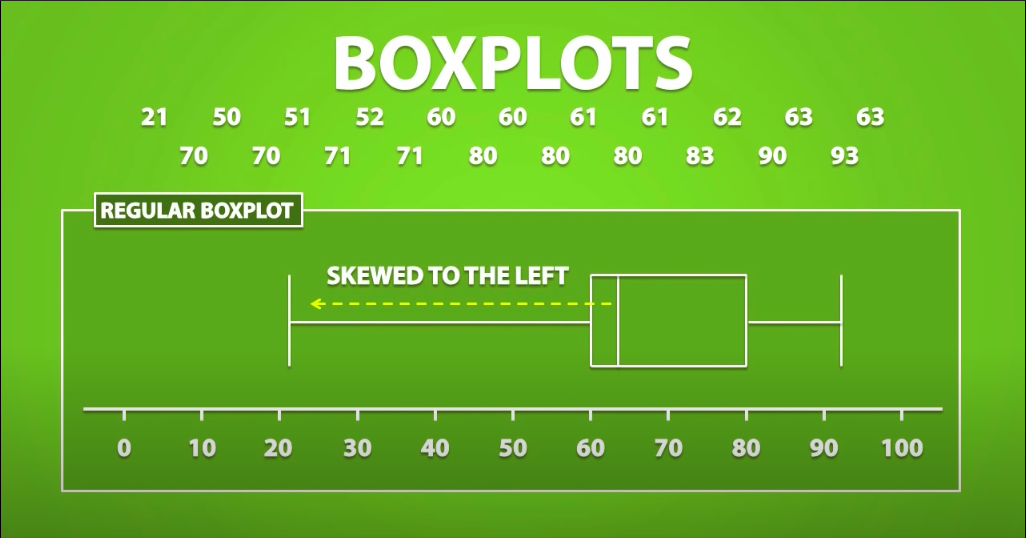 BOXPLOTS
21 50 51 52 60 60 61 61 62 63 63
70 70 71 71 80 80 80 83 90 93
REGULAR BOXPLOT
SKEWED TO THE LEFT
0 10 20 30 40 50 60 70 80 90 100